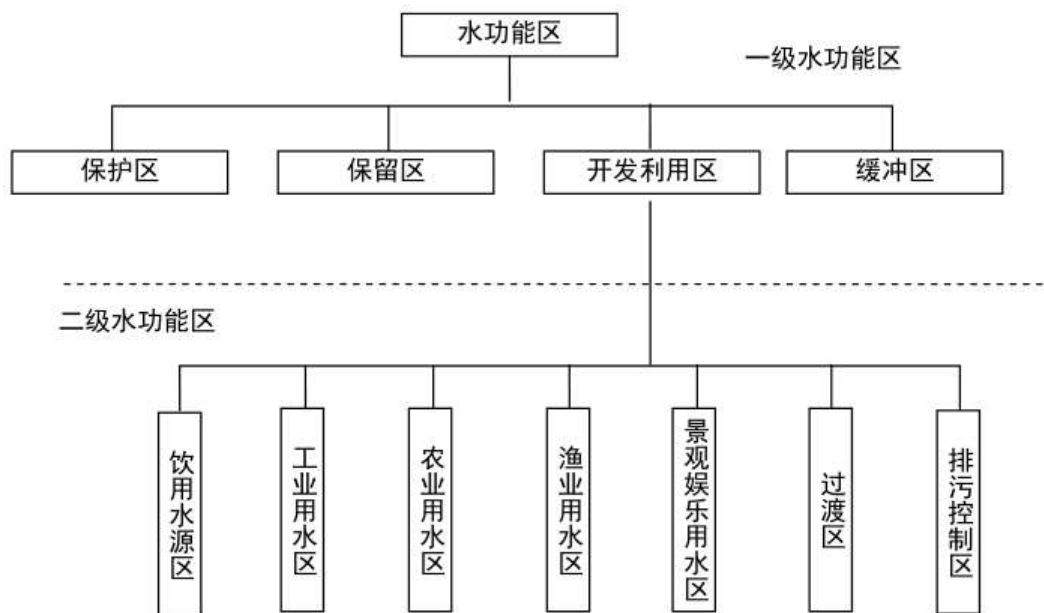 水功能区
一级水功能区
保护区
保留区
开发利用区
缓冲区
二级水功能区
饮用水源区
工业用水区
农业用水区
渔业用水区
景观娱乐用水区
过渡区
排污控制区